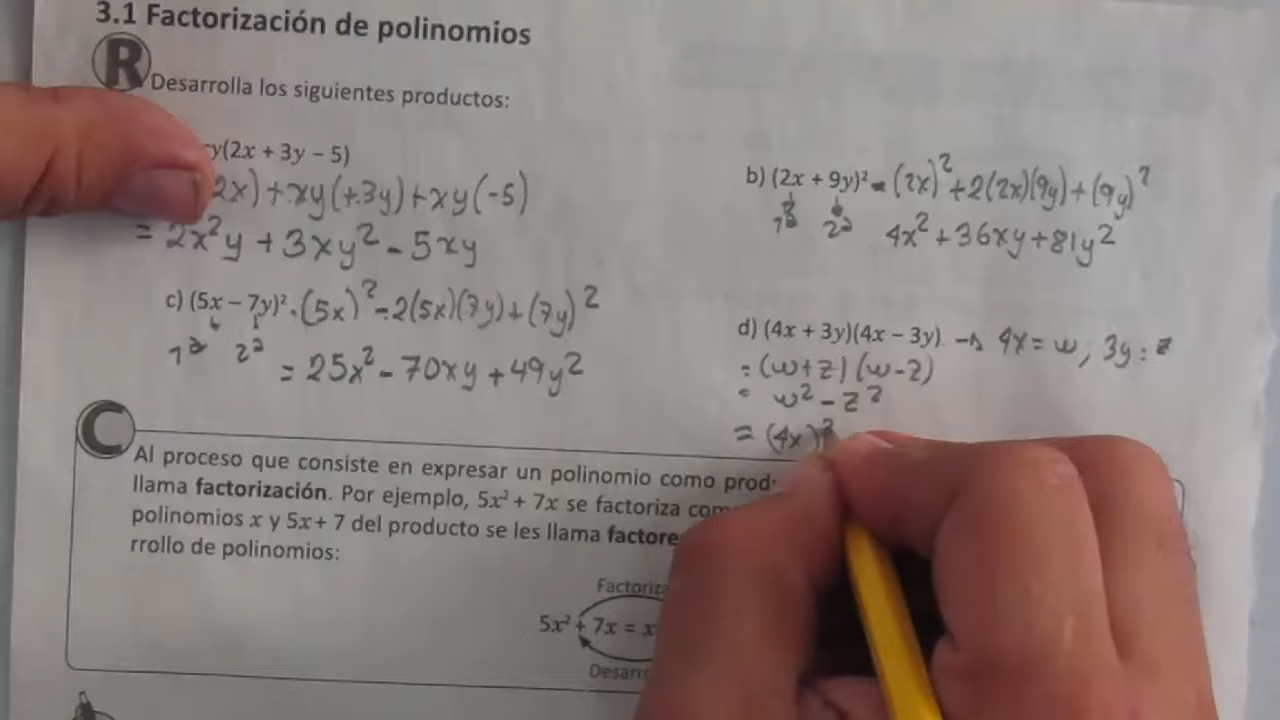 3.1 Factorización de polinomios
R
Desarrolla los siguientes productos:
y(2x + 3y – 5)
2x) + xy(+3y) + xy(-5)
= 2x²y + 3xy² - 5xy
b) (2x + 9y)² = (2x)² + 2(2x)(9y) + (9y)²
1º 2º 4x² + 36xy + 81y²
c) (5x – 7y)² = (5x)² - 2(5x)(7y) + (7y)²
1º 2º = 25x² - 70xy + 49y²
d) (4x + 3y)(4x – 3y) → 4x = w; 3y = z
= (w+z)(w-z)
= w² - z²
= (4x)²
C
Al proceso que consiste en expresar un polinomio como prod
llama factorización. Por ejemplo, 5x² + 7x se factoriza com
polinomios x y 5x + 7 del producto se les llama factore
rrollo de polinomios:
Factoriza
5x² + 7x = x
Desarro